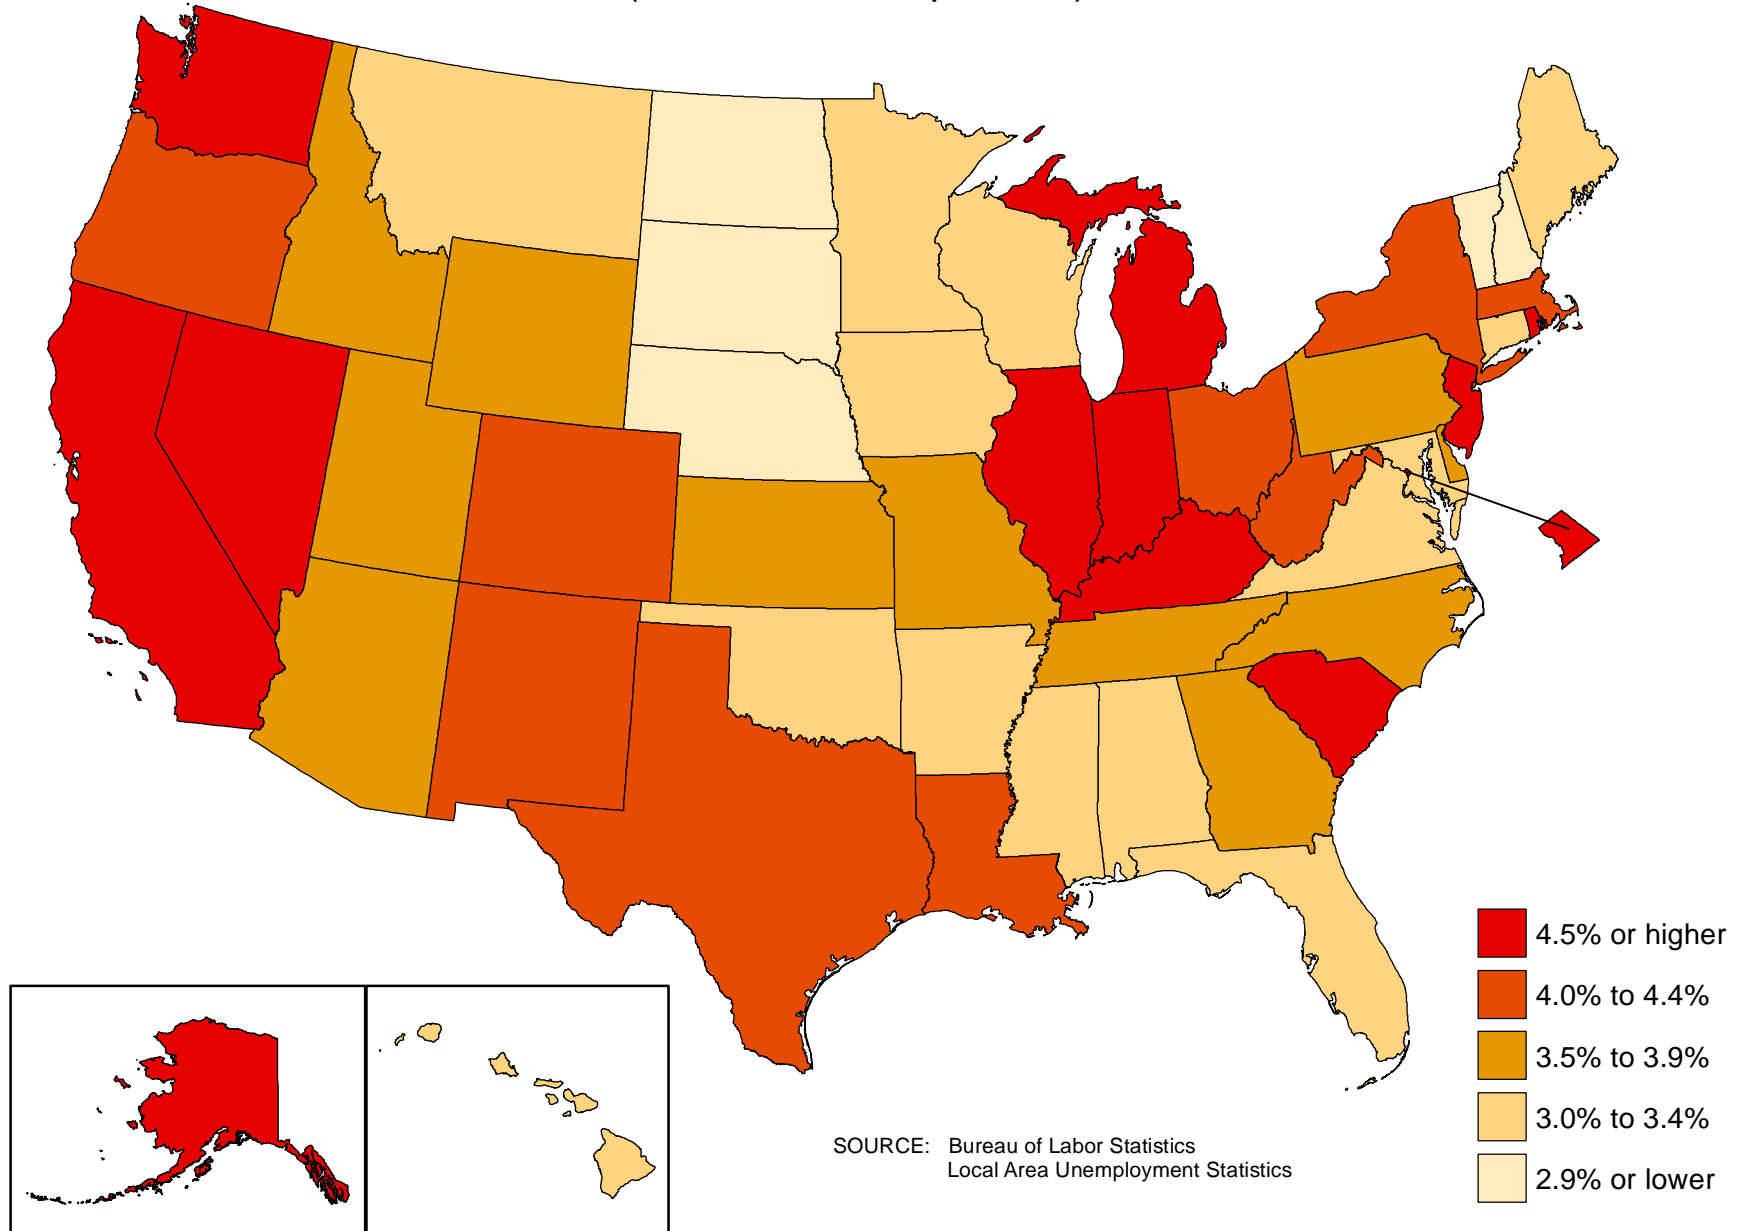 4.5% or higher
4.0% to 4.4%
3.5% to 3.9%
3.0% to 3.4%
2.9% or lower
SOURCE: Bureau of Labor Statistics
Local Area Unemployment Statistics